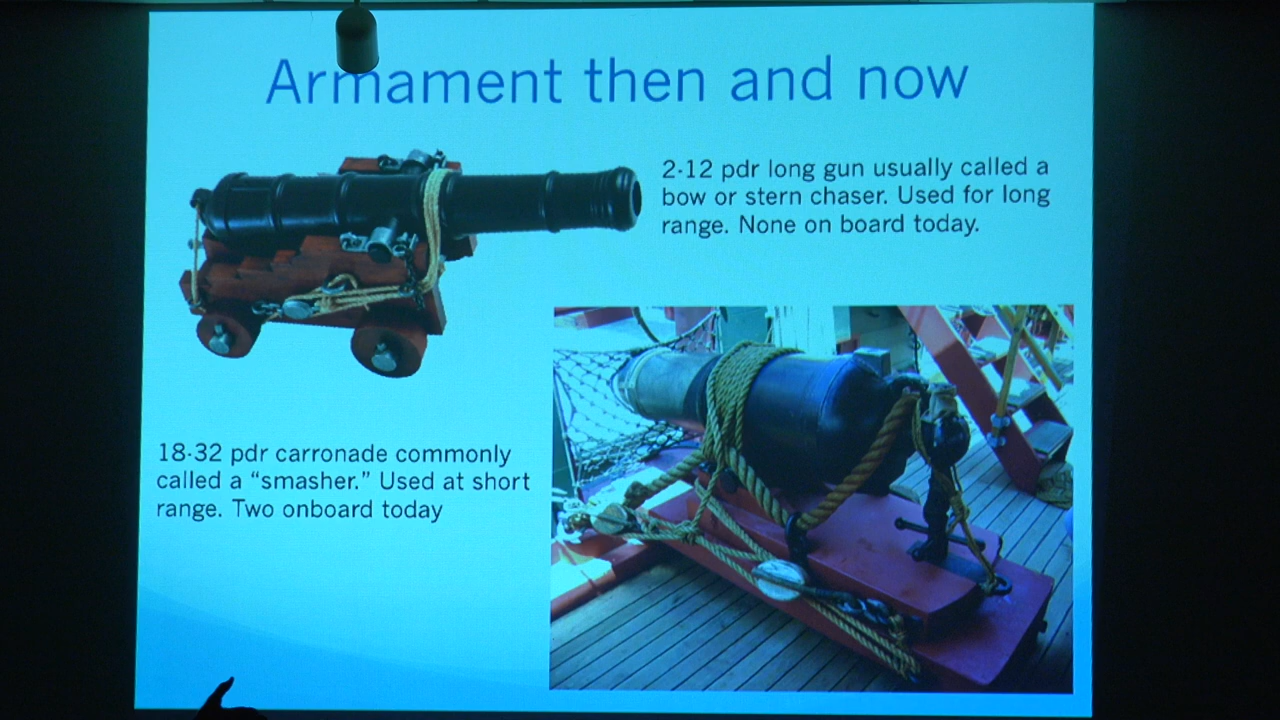 Armament then and now
2-12 pdr long gun usually called a
bow or stern chaser. Used for long
range. None on board today.
18-32 pdr carronade commonly
called a “smasher.” Used at short
range. Two onboard today